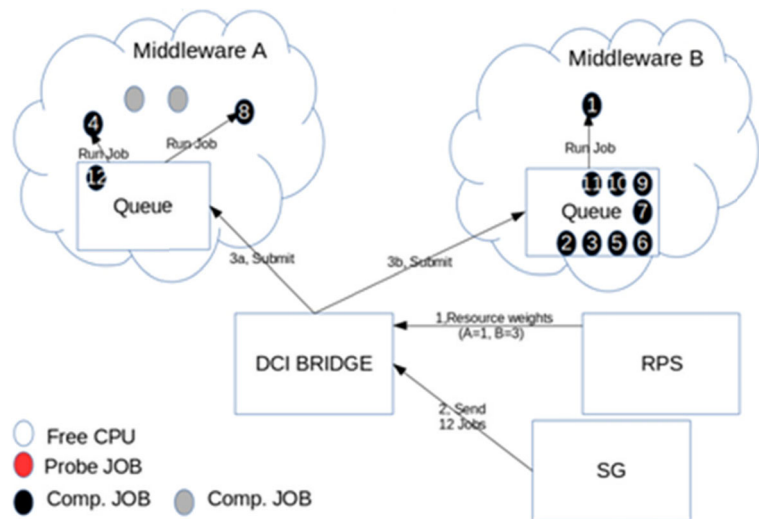 Middleware A
Middleware B
4
8
1
Run Job
Run Job
Run Job
12
Queue
11 10 9
Queue 7
2 3 5 6
3a, Submit
3b, Submit
1,Resource weights
(A=1, B=3)
DCI BRIDGE
RPS
2, Send
12 Jobs
SG
Free CPU
Probe JOB
Comp. JOB
Comp. JOB